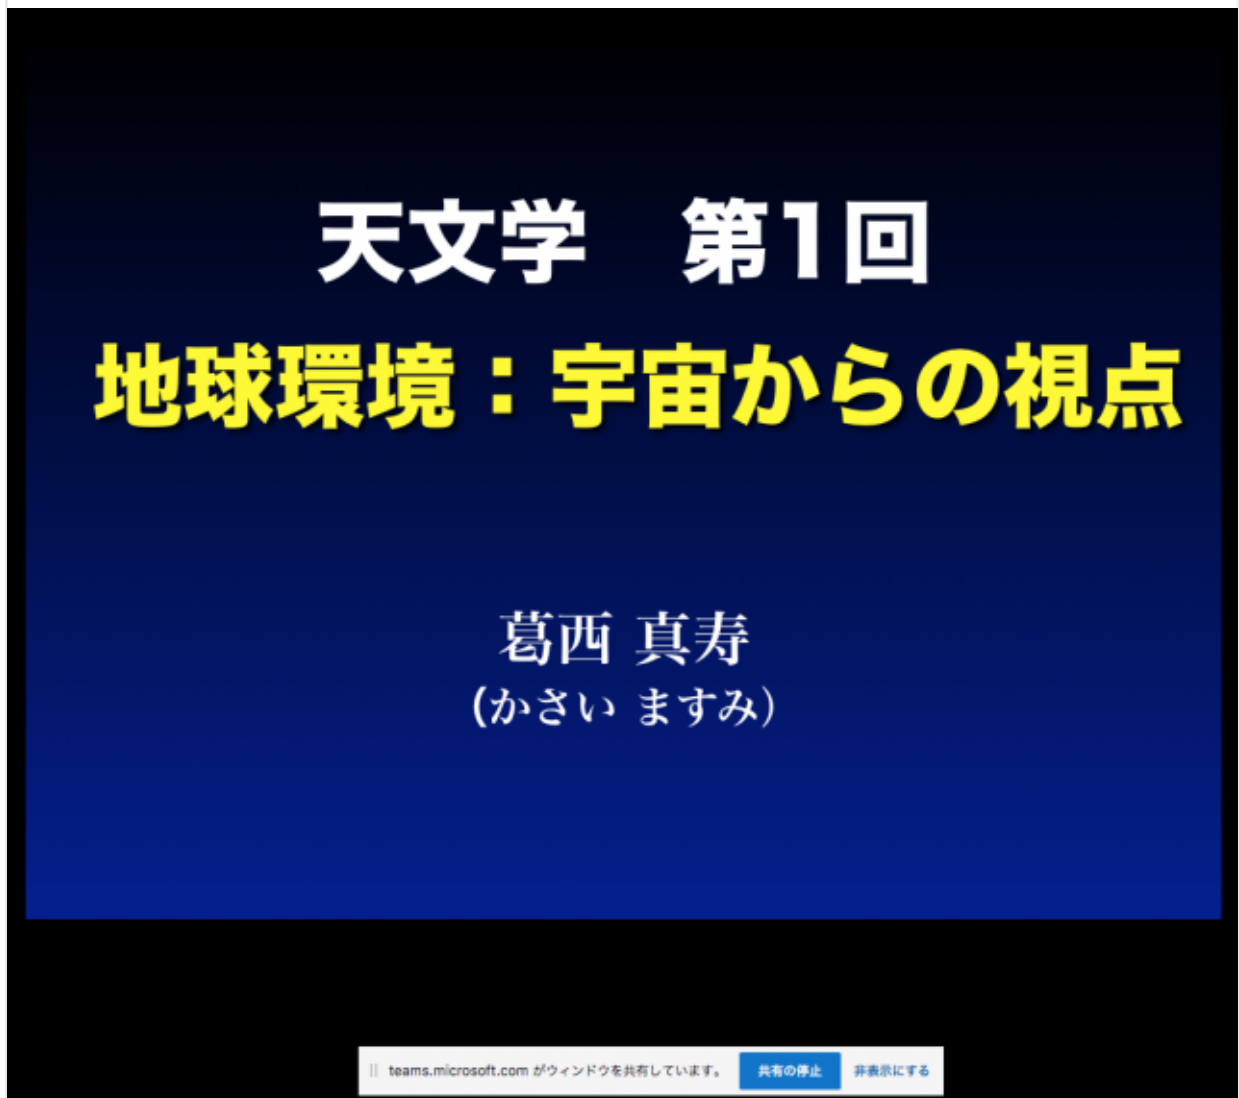 天文学　第1回
地球環境：宇宙からの視点
葛西 真寿
(かさい ますみ）
teams.microsoft.com がウィンドウを共有しています。 共有の停止 非表示にする